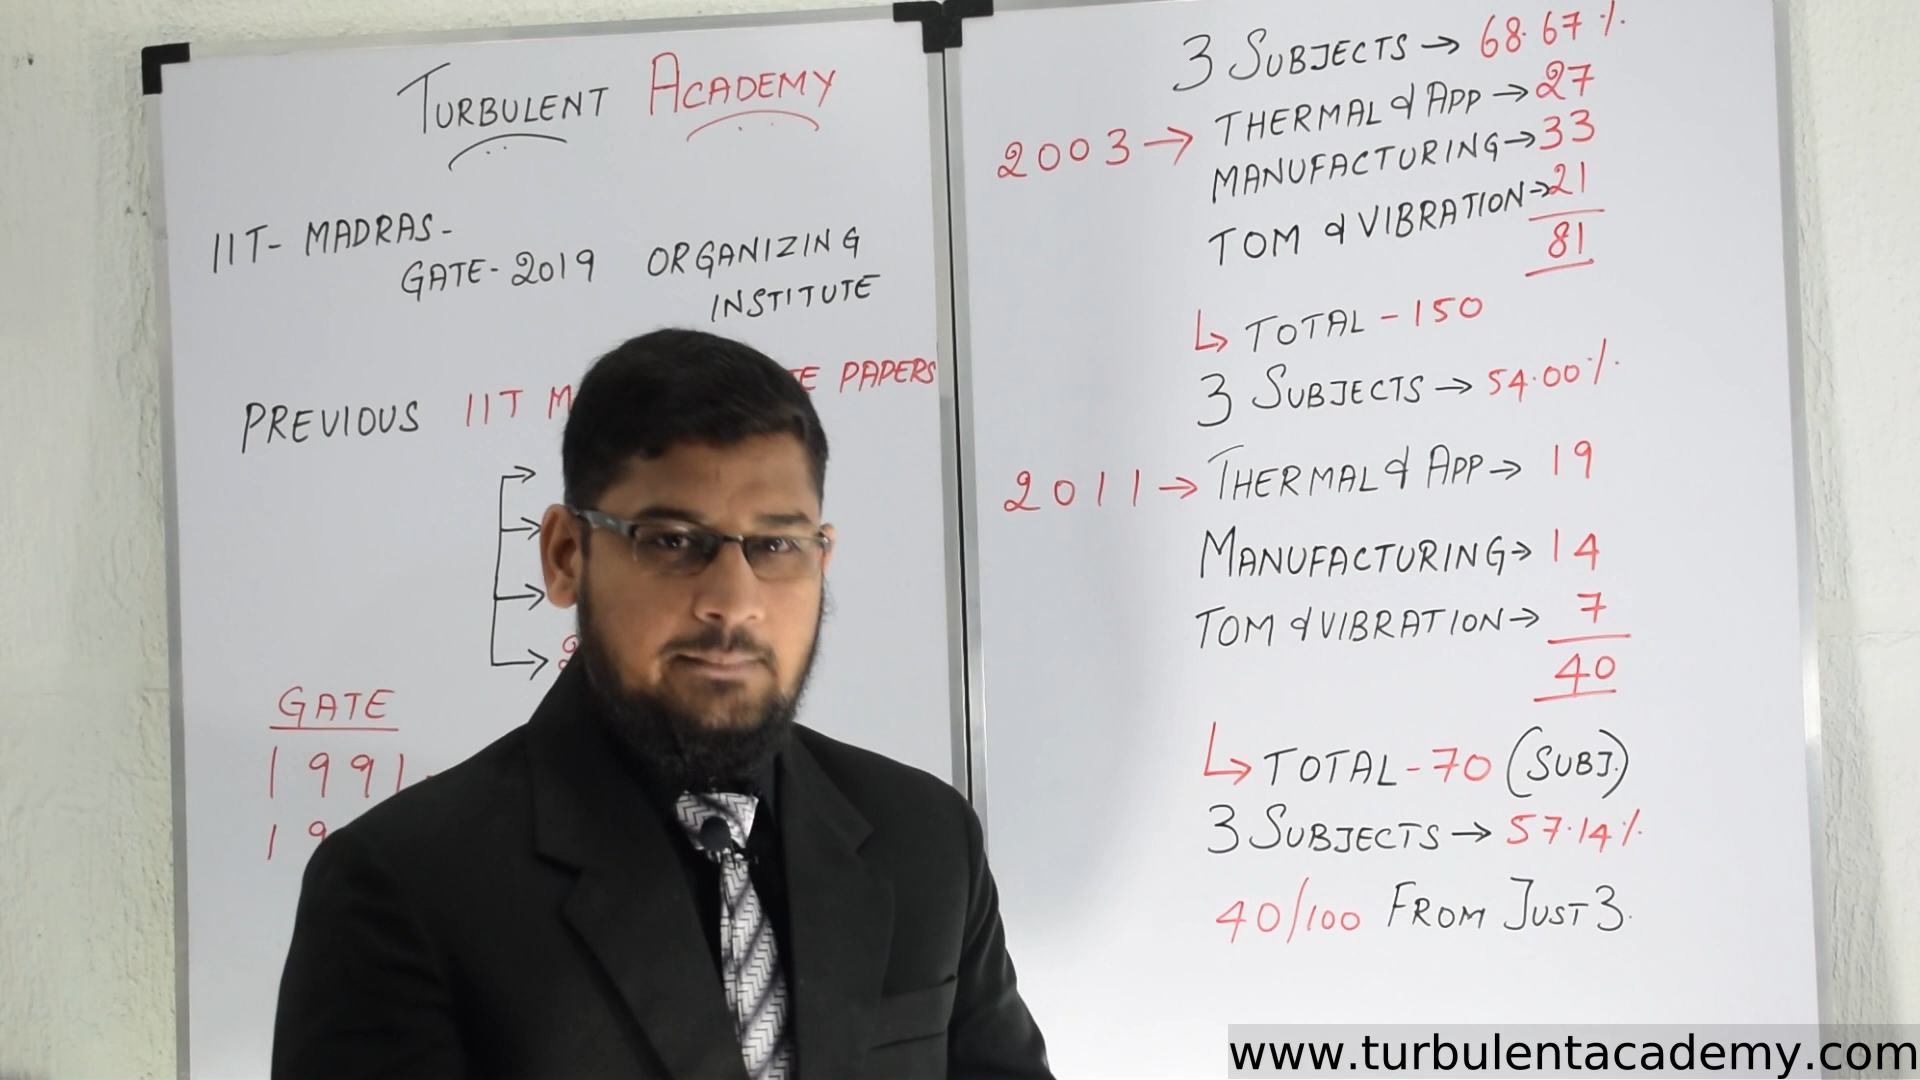 TURBULENT ACADEMY
IIT- MADRAS-
GATE-2019 ORGANIZING
INSTITUTE
PREVIOUS IIT PAPERS
GATE
1991
3 SUBJECTS → 68.67%
2003 → THERMAL & APP → 27
MANUFACTURING → 33
TOM & VIBRATION → 21
81
↳ TOTAL - 150
3 SUBJECTS → 54.00%
2011 → THERMAL & APP → 19
MANUFACTURING → 14
TOM & VIBRATION → 7
40
↳ TOTAL - 70 (SUBJ.)
3 SUBJECTS → 57.14%
40/100 FROM JUST 3.
www.turbulentacademy.com